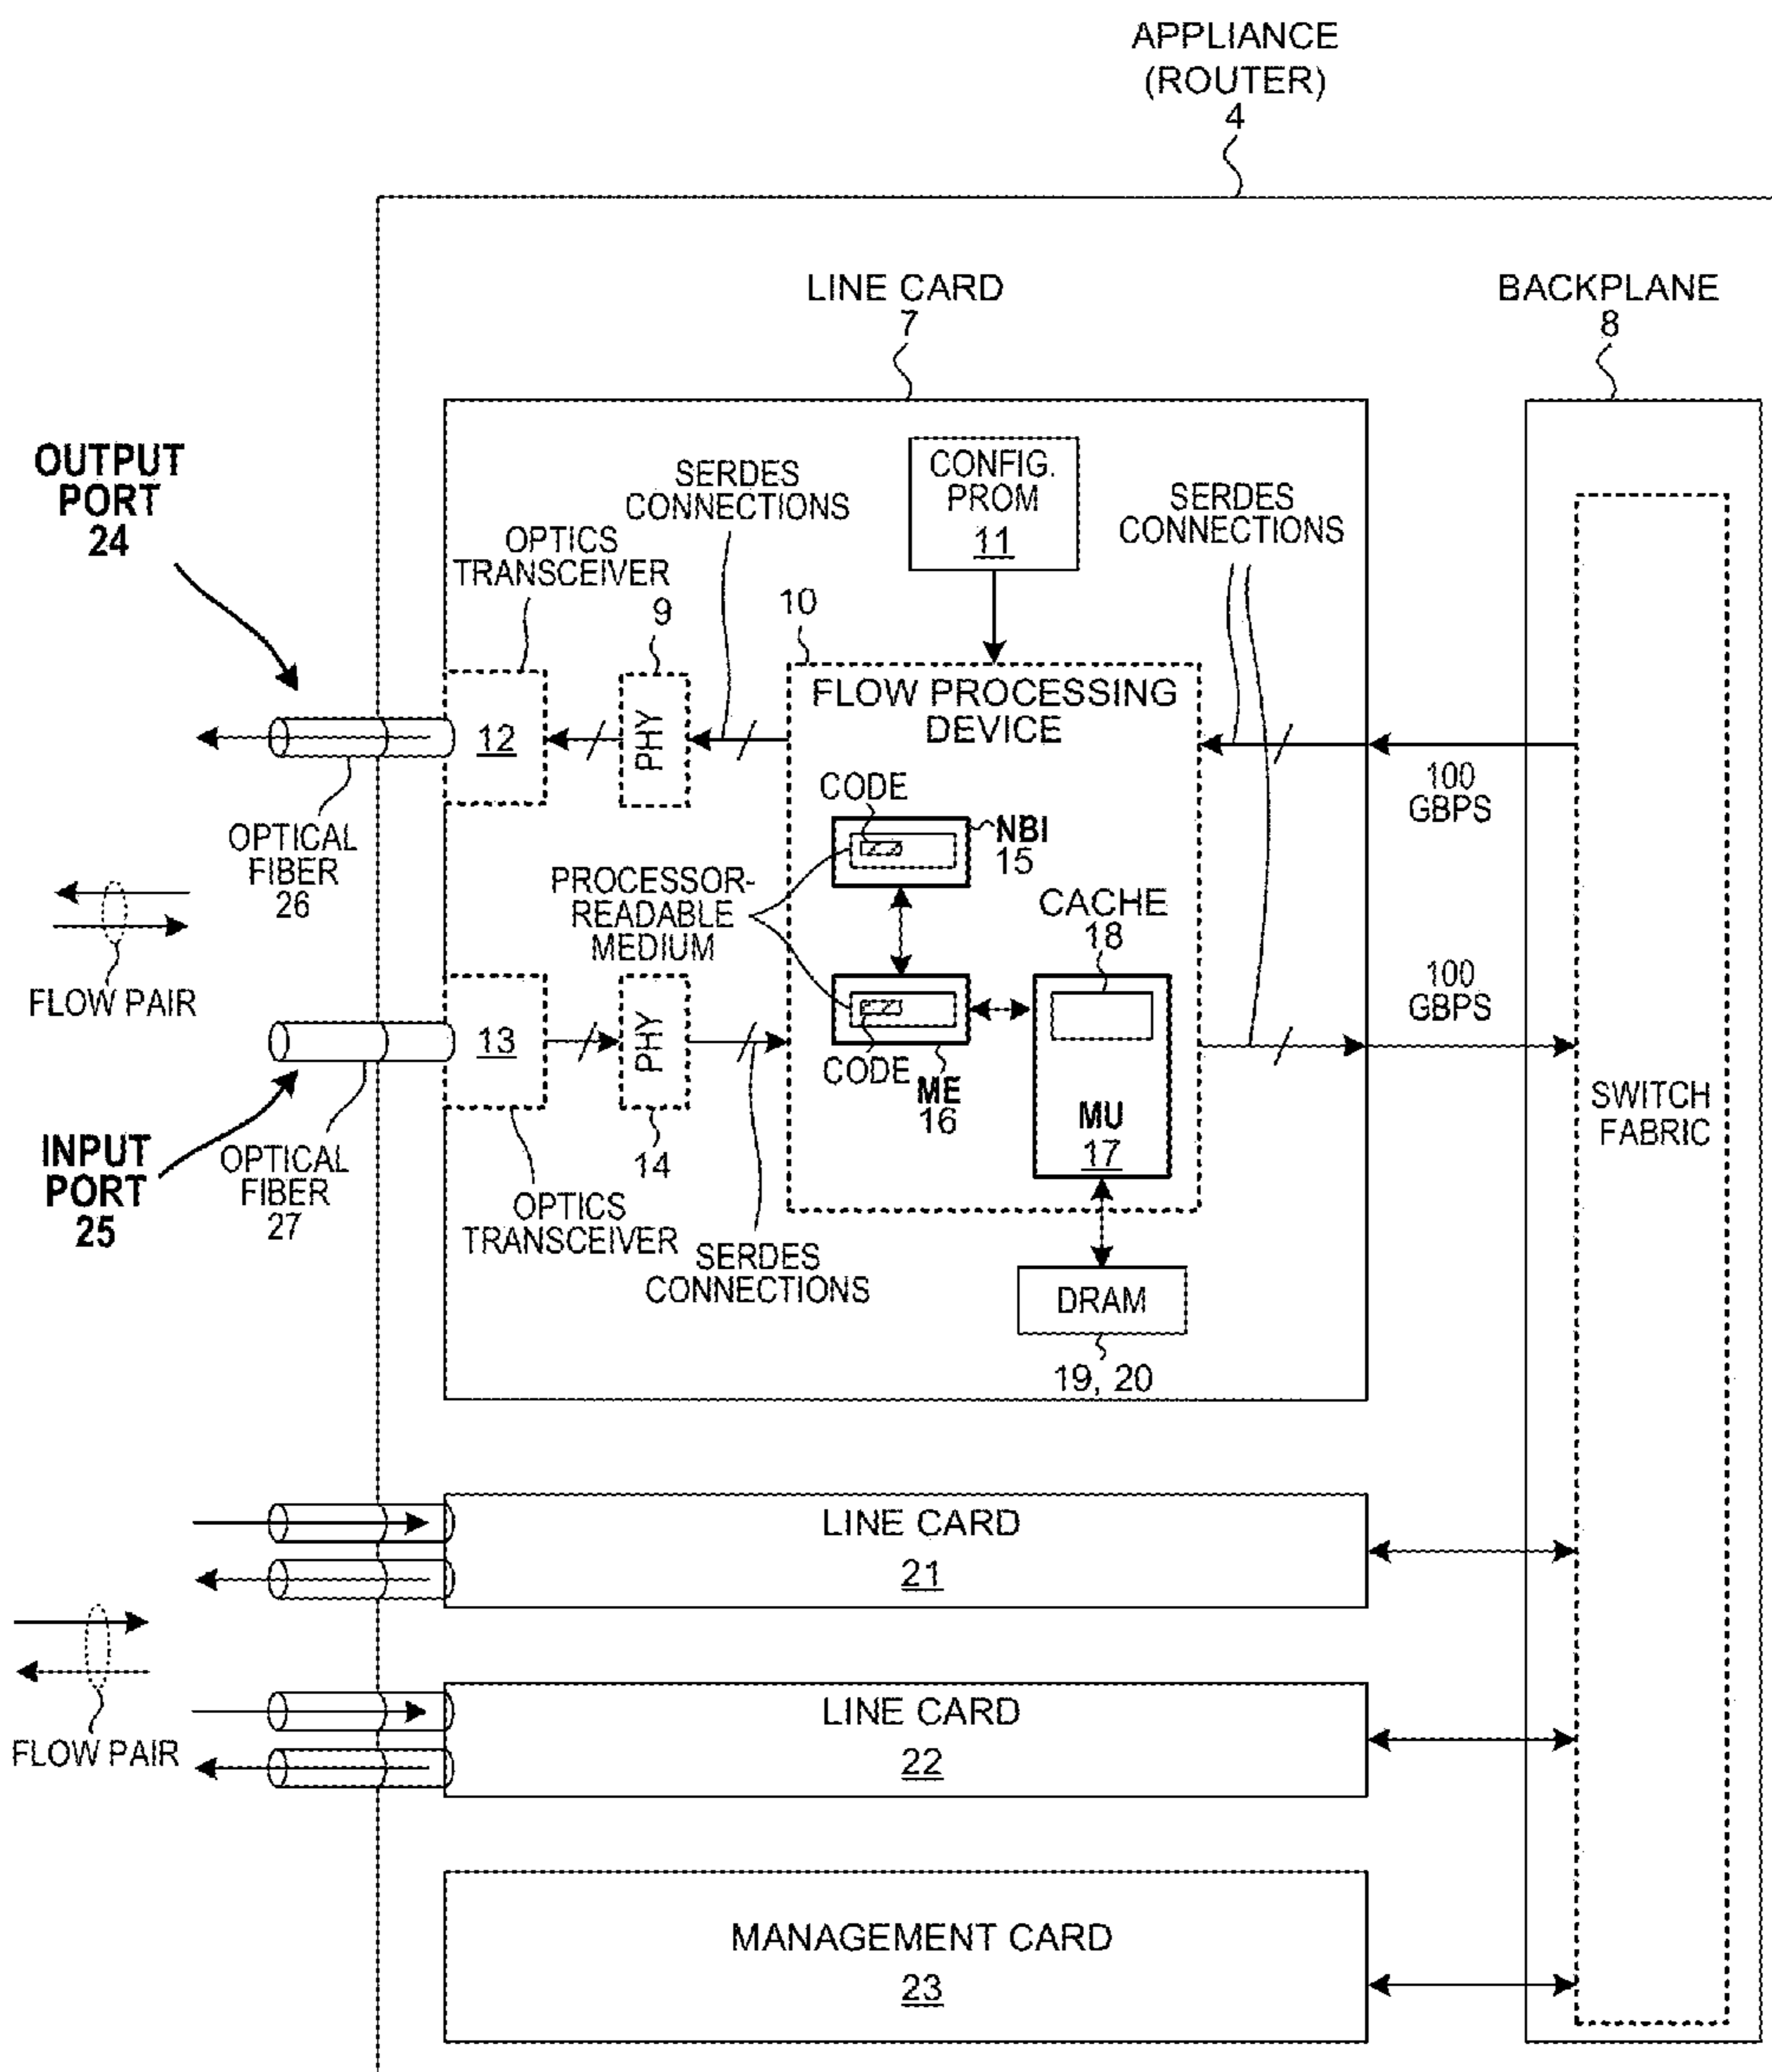 APPLIANCE
(ROUTER)
4
LINE CARD
7
BACKPLANE
8
OUTPUT
PORT
24
SERDES
CONNECTIONS
CONFIG.
PROM
11
SERDES
CONNECTIONS
OPTICS
TRANSCEIVER
9
10
FLOW PROCESSING
DEVICE
12
PHY
100
GBPS
CODE
NBI
15
OPTICAL
FIBER
26
PROCESSOR-
READABLE
MEDIUM
CACHE
18
FLOW PAIR
100
GBPS
13
PHY
CODE
ME
16
MU
17
SWITCH
FABRIC
INPUT
PORT
25
OPTICAL
FIBER
27
14
OPTICS
TRANSCEIVER
SERDES
CONNECTIONS
DRAM
19, 20
LINE CARD
21
LINE CARD
22
FLOW PAIR
MANAGEMENT CARD
23